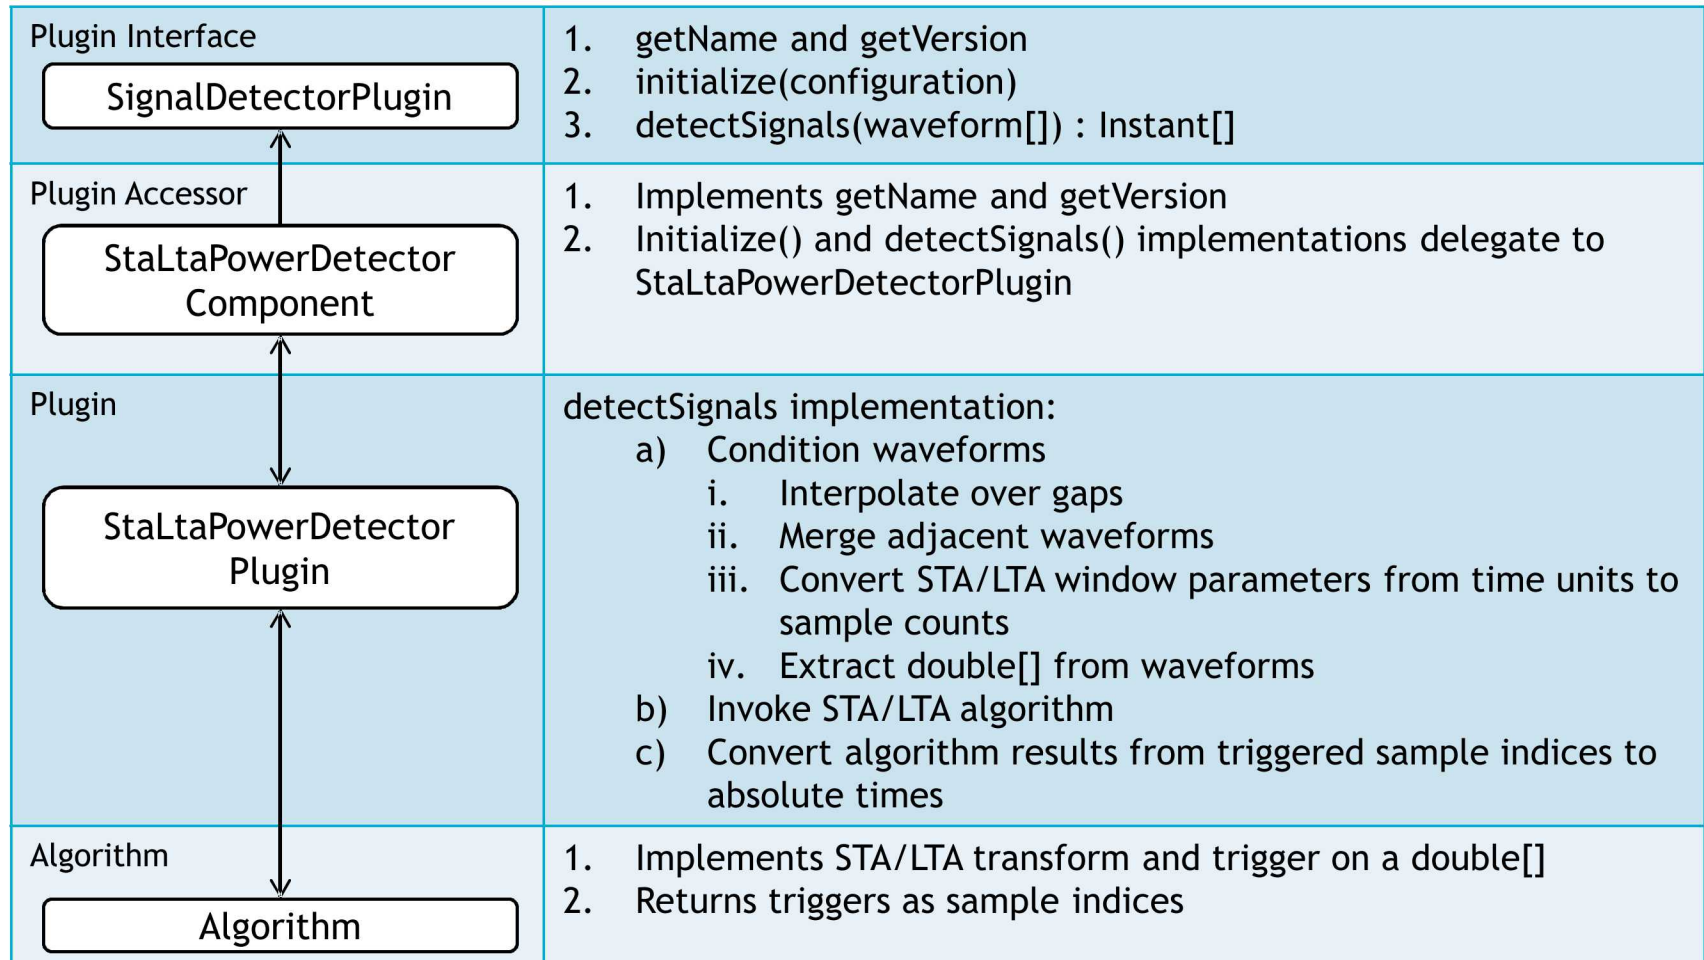 Plugin Interface
SignalDetectorPlugin
1. getName and getVersion
2. initialize(configuration)
3. detectSignals(waveform[]) : Instant[]
Plugin Accessor
StaLtaPowerDetector
Component
1. Implements getName and getVersion
2. Initialize() and detectSignals() implementations delegate to
StaLtaPowerDetectorPlugin
Plugin
StaLtaPowerDetector
Plugin
detectSignals implementation:
a) Condition waveforms
i. Interpolate over gaps
ii. Merge adjacent waveforms
iii. Convert STA/LTA window parameters from time units to
sample counts
iv. Extract double[] from waveforms
b) Invoke STA/LTA algorithm
c) Convert algorithm results from triggered sample indices to
absolute times
Algorithm
Algorithm
1. Implements STA/LTA transform and trigger on a double[]
2. Returns triggers as sample indices